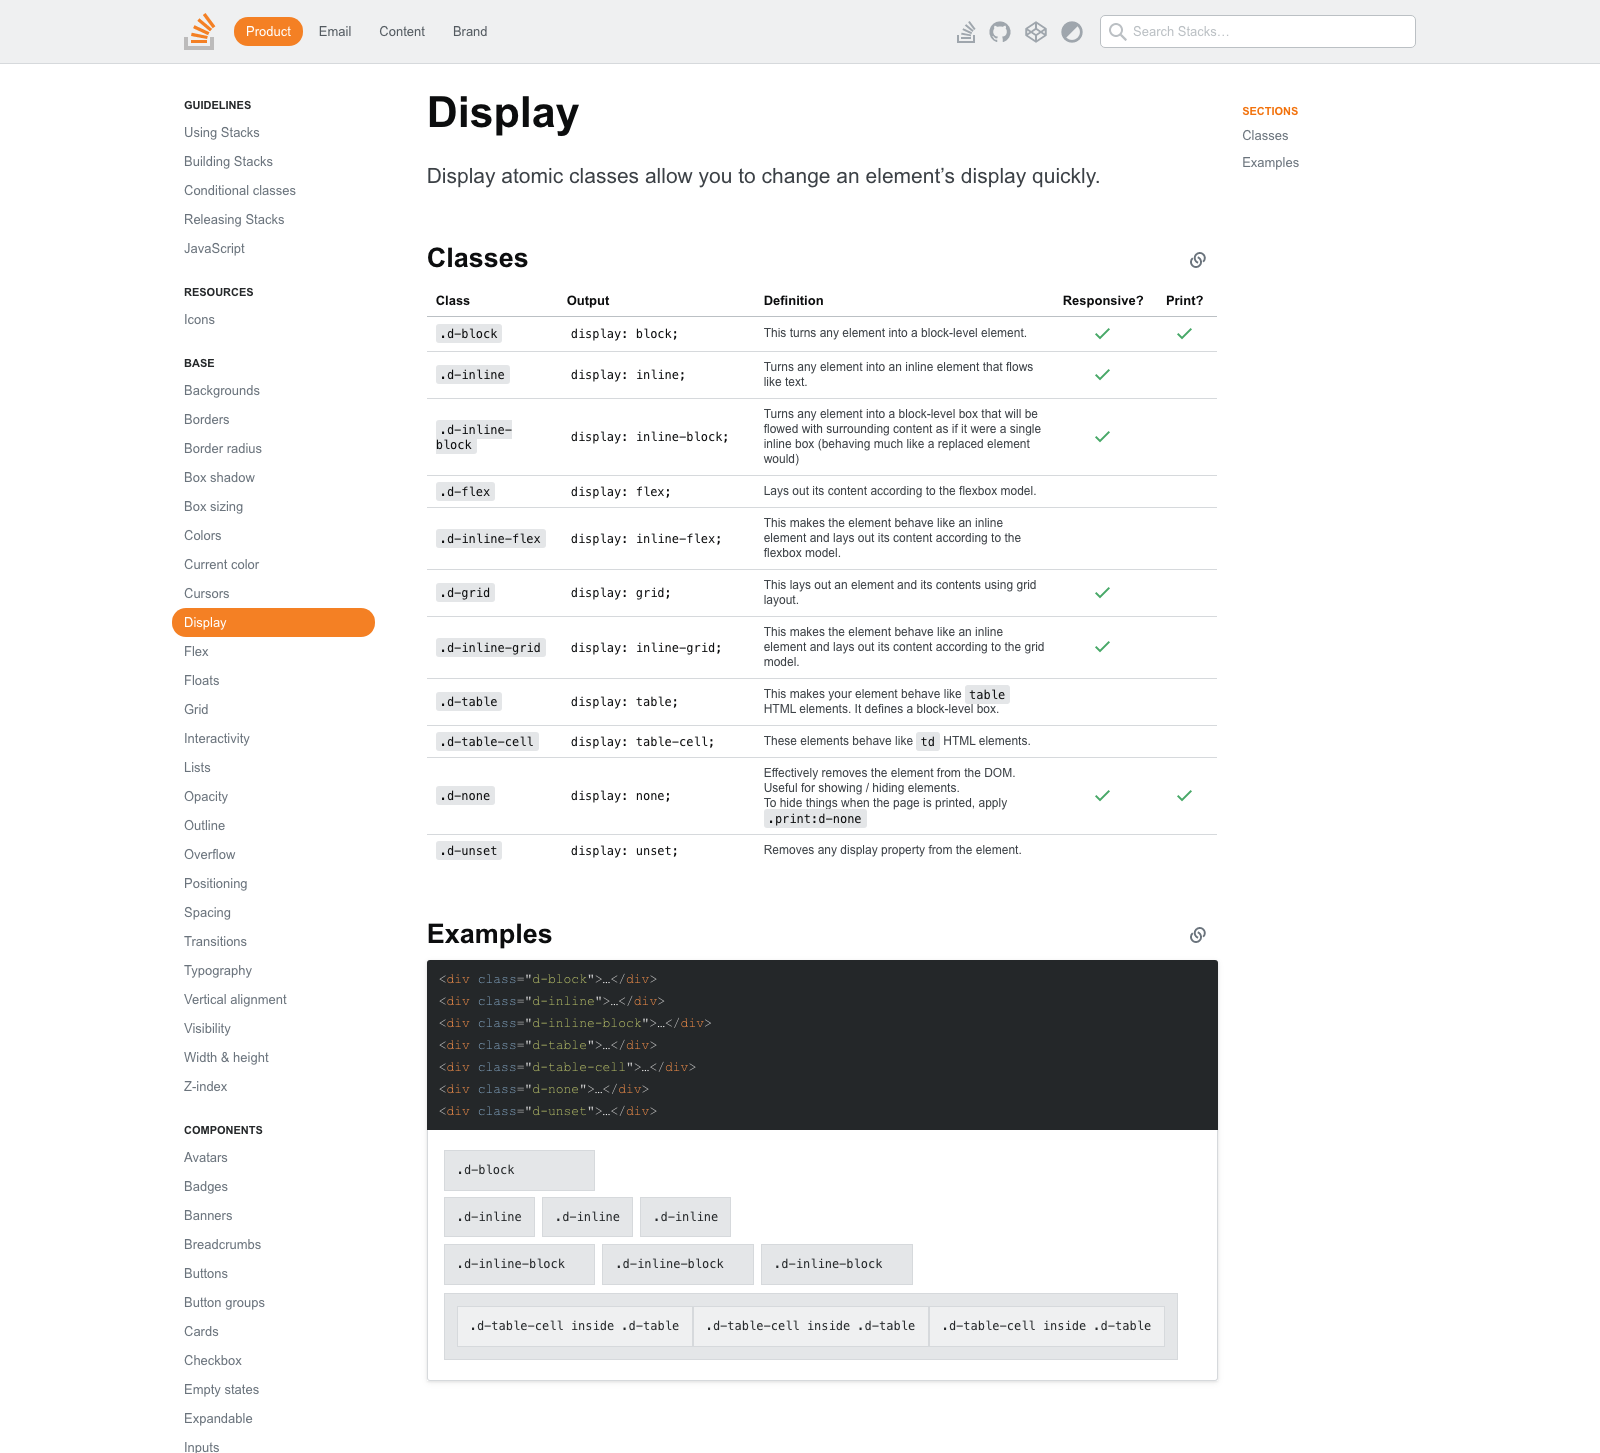 Product
Email
Content
Brand
Search Stacks…
GUIDELINES
Using Stacks
Building Stacks
Conditional classes
Releasing Stacks
JavaScript
RESOURCES
Icons
BASE
Backgrounds
Borders
Border radius
Box shadow
Box sizing
Colors
Current color
Cursors
Display
Flex
Floats
Grid
Interactivity
Lists
Opacity
Outline
Overflow
Positioning
Spacing
Transitions
Typography
Vertical alignment
Visibility
Width & height
Z-index
COMPONENTS
Avatars
Badges
Banners
Breadcrumbs
Buttons
Button groups
Cards
Checkbox
Empty states
Expandable
Inputs
Display
Display atomic classes allow you to change an element’s display quickly.
Classes
Class Output Definition Responsive? Print?
.d-block display: block; This turns any element into a block-level element.
.d-inline display: inline; Turns any element into an inline element that flows
like text.
.d-inline-
block
display: inline-block;
Turns any element into a block-level box that will be
flowed with surrounding content as if it were a single
inline box (behaving much like a replaced element
would)
.d-flex display: flex; Lays out its content according to the flexbox model.
.d-inline-flex display: inline-flex;
This makes the element behave like an inline
element and lays out its content according to the
flexbox model.
.d-grid display: grid; This lays out an element and its contents using grid
layout.
.d-inline-grid display: inline-grid;
This makes the element behave like an inline
element and lays out its content according to the grid
model.
.d-table display: table; This makes your element behave like table
HTML elements. It defines a block-level box.
.d-table-cell display: table-cell; These elements behave like td HTML elements.
.d-none display: none;
Effectively removes the element from the DOM.
Useful for showing / hiding elements.
To hide things when the page is printed, apply
.print:d-none
.d-unset display: unset; Removes any display property from the element.
Examples
<div class="d-block">…</div>
<div class="d-inline">…</div>
<div class="d-inline-block">…</div>
<div class="d-table">…</div>
<div class="d-table-cell">…</div>
<div class="d-none">…</div>
<div class="d-unset">…</div>
.d-block
.d-inline .d-inline .d-inline
.d-inline-block .d-inline-block .d-inline-block
.d-table-cell inside .d-table .d-table-cell inside .d-table .d-table-cell inside .d-table
SECTIONS
Classes
Examples